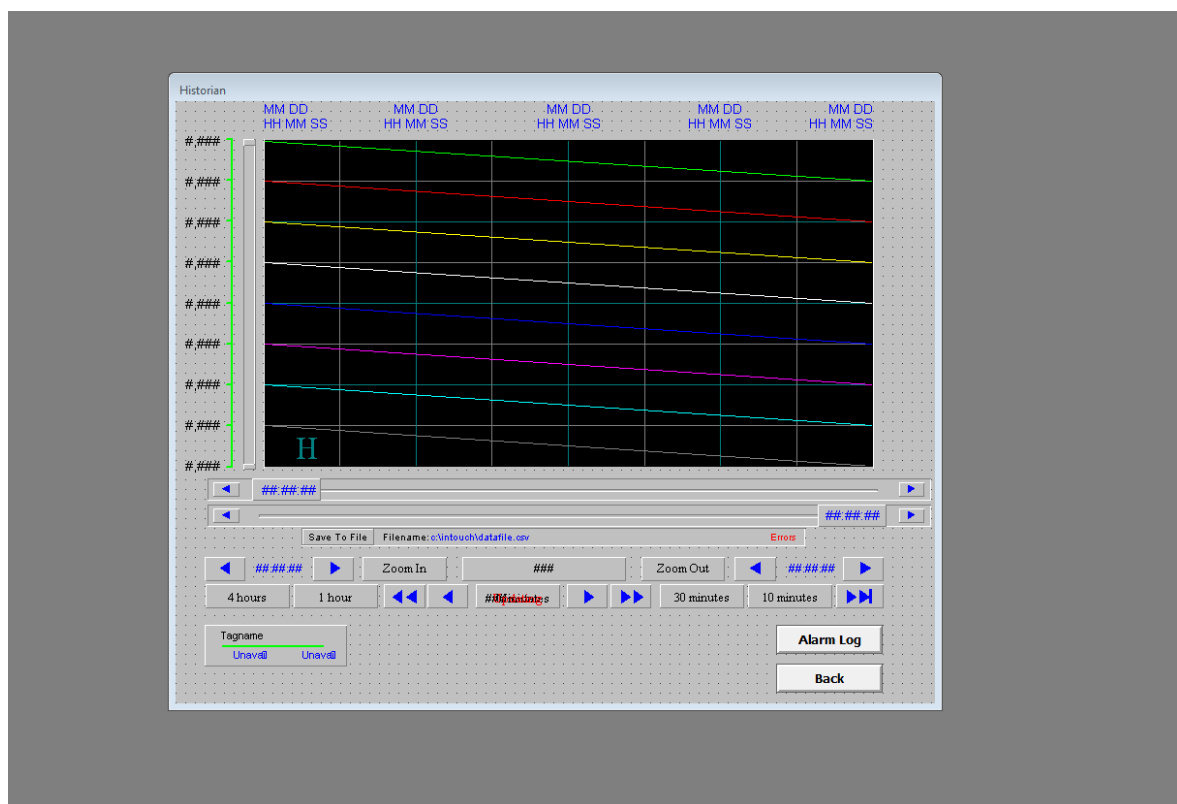 Historian
MM DD MM DD MM DD MM DD MM DD
HH MM SS HH MM SS HH MM SS HH MM SS HH MM SS
#,###
#,###
#,###
#,###
#,###
#,###
#,###
#,###
#,###
H
##:##:##
##:##:##
Save To File Filename: c:\intouch\datafile.csv Errors
##:##:## Zoom In ### Zoom Out ##:##:##
4 hours 1 hour 30 minutes 10 minutes
Tagname
Unavail Unavail
Alarm Log
Back